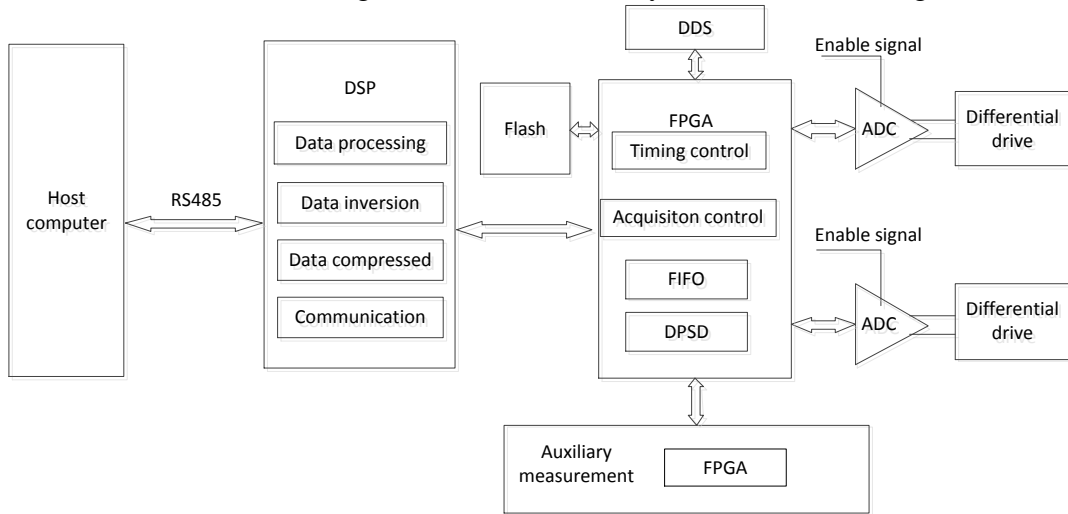 Host
computer
RS485
DSP
Data processing
Data inversion
Data compressed
Communication
Flash
DDS
FPGA
Timing control
Acquisiton control
FIFO
DPSD
Enable signal
ADC
Differential
drive
Enable signal
ADC
Differential
drive
Auxiliary
measurement
FPGA